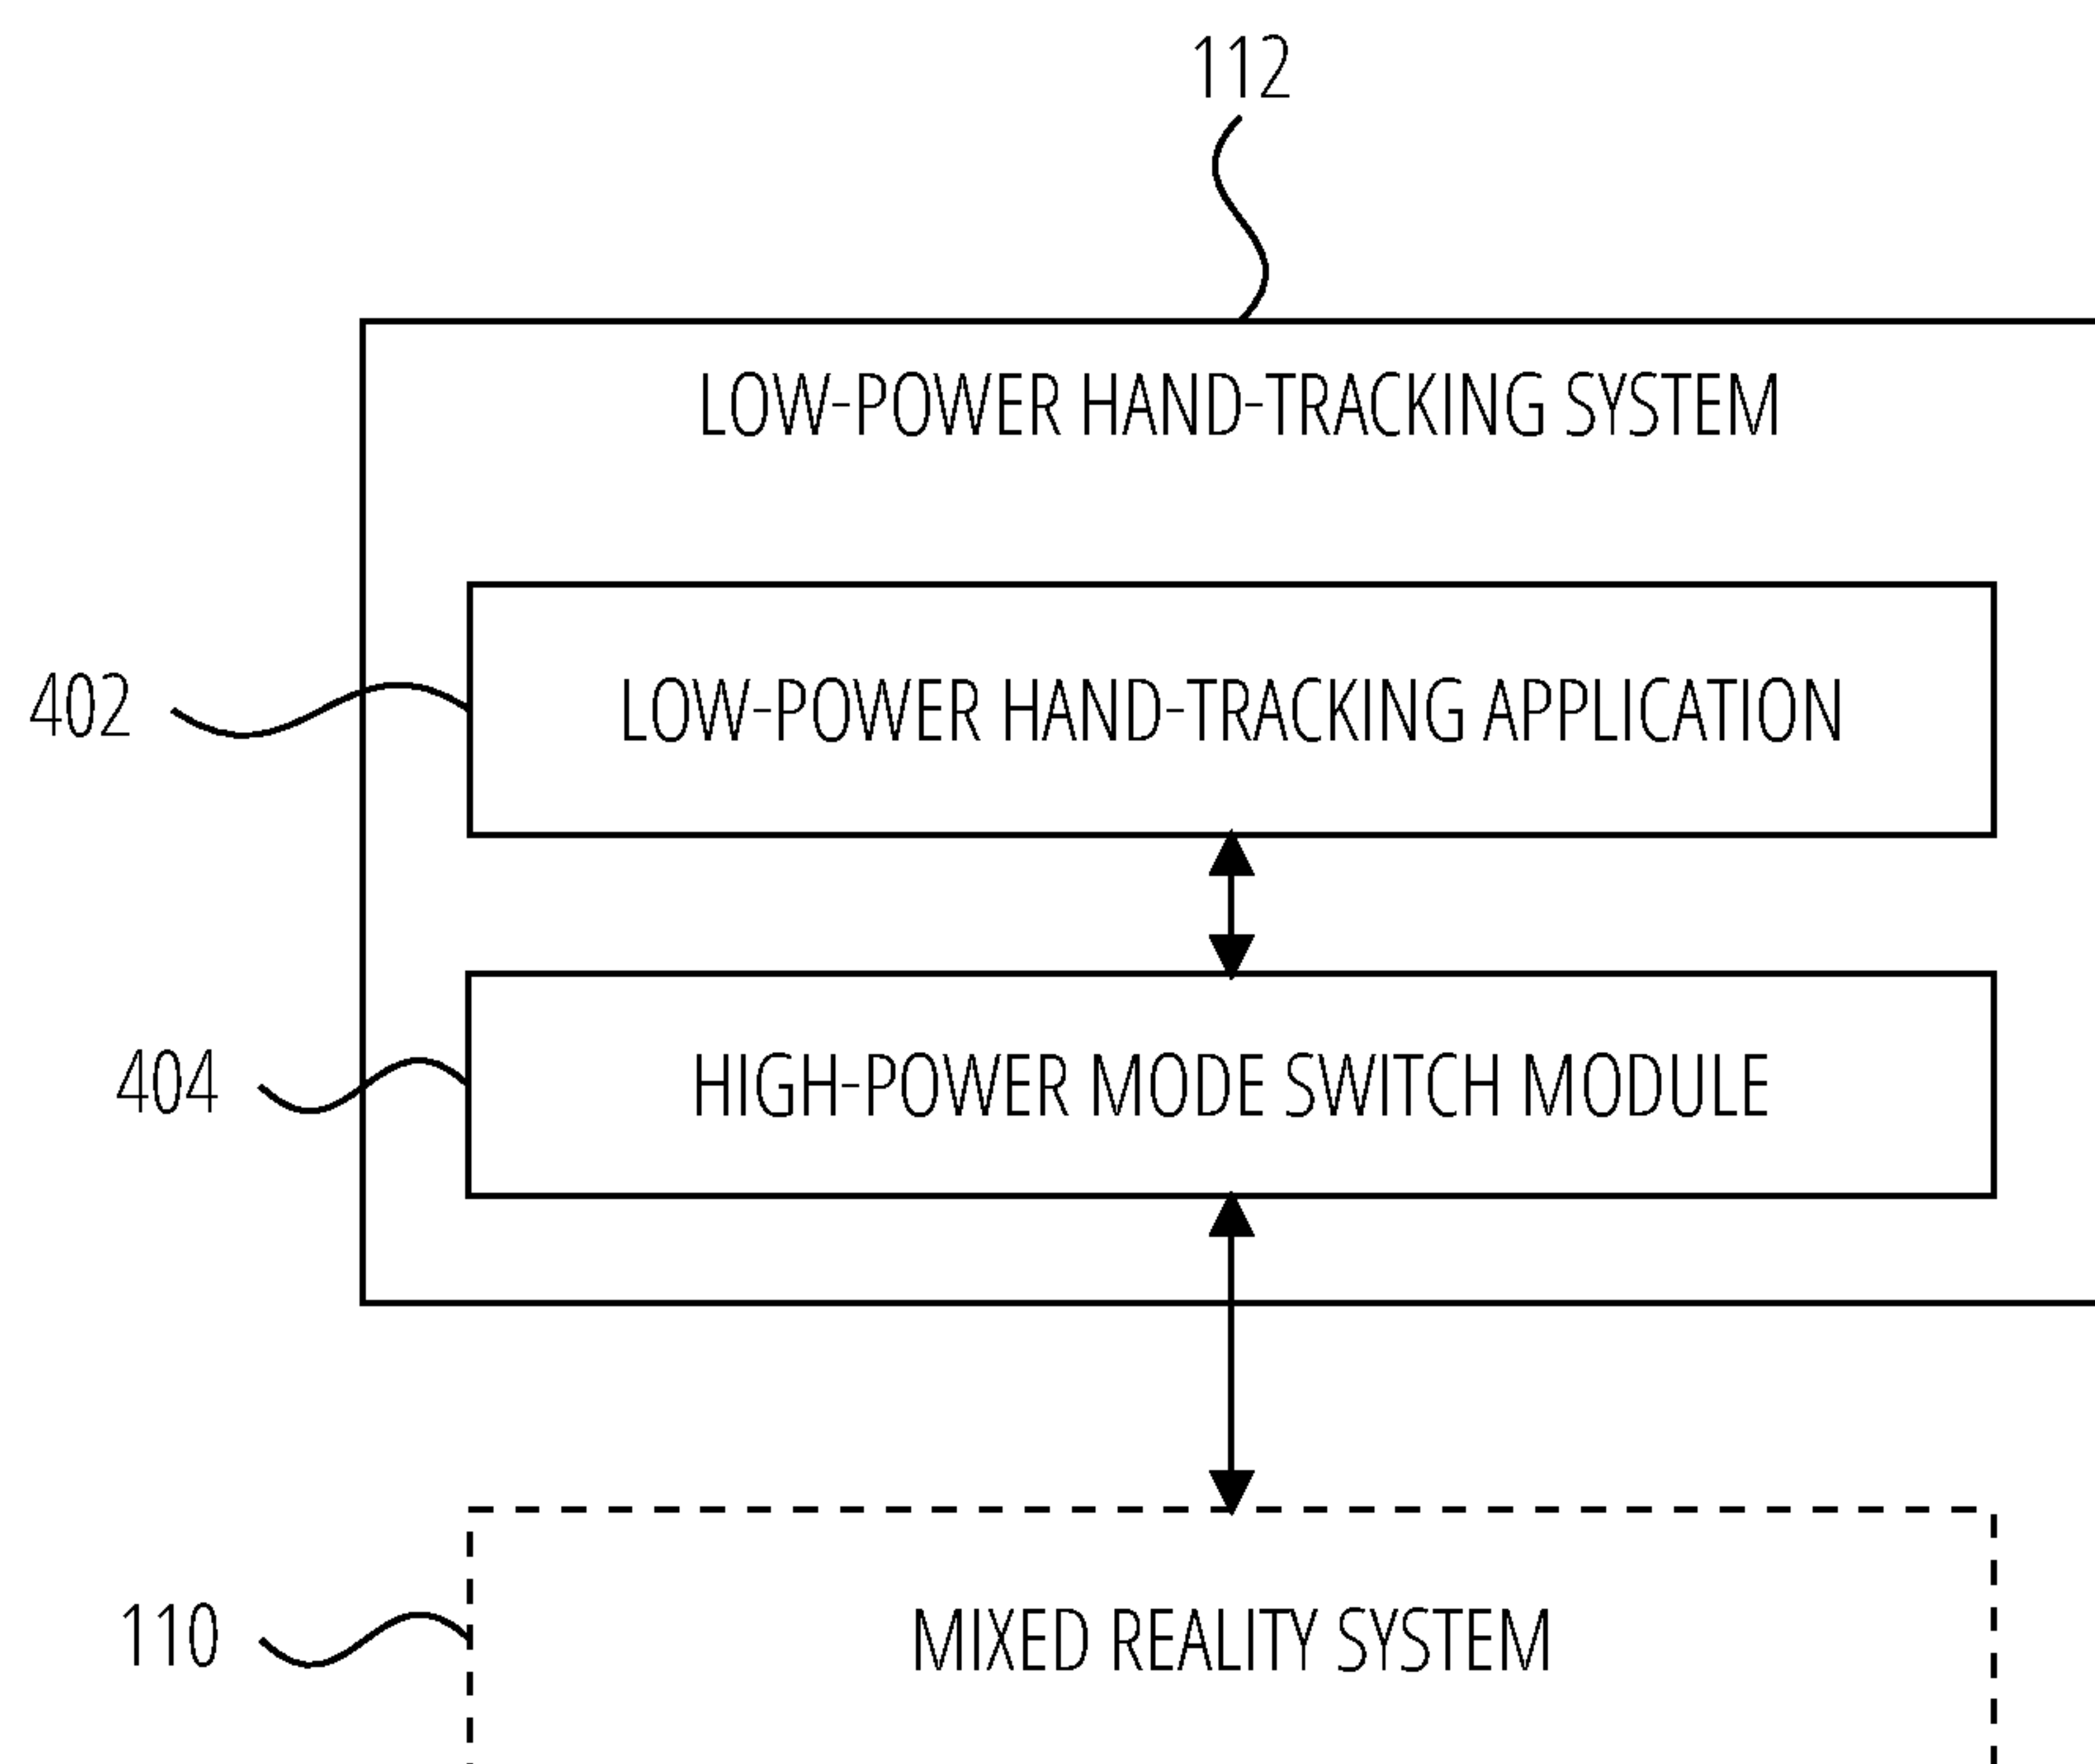 112
LOW-POWER HAND-TRACKING SYSTEM
402
LOW-POWER HAND-TRACKING APPLICATION
404
HIGH-POWER MODE SWITCH MODULE
110
MIXED REALITY SYSTEM